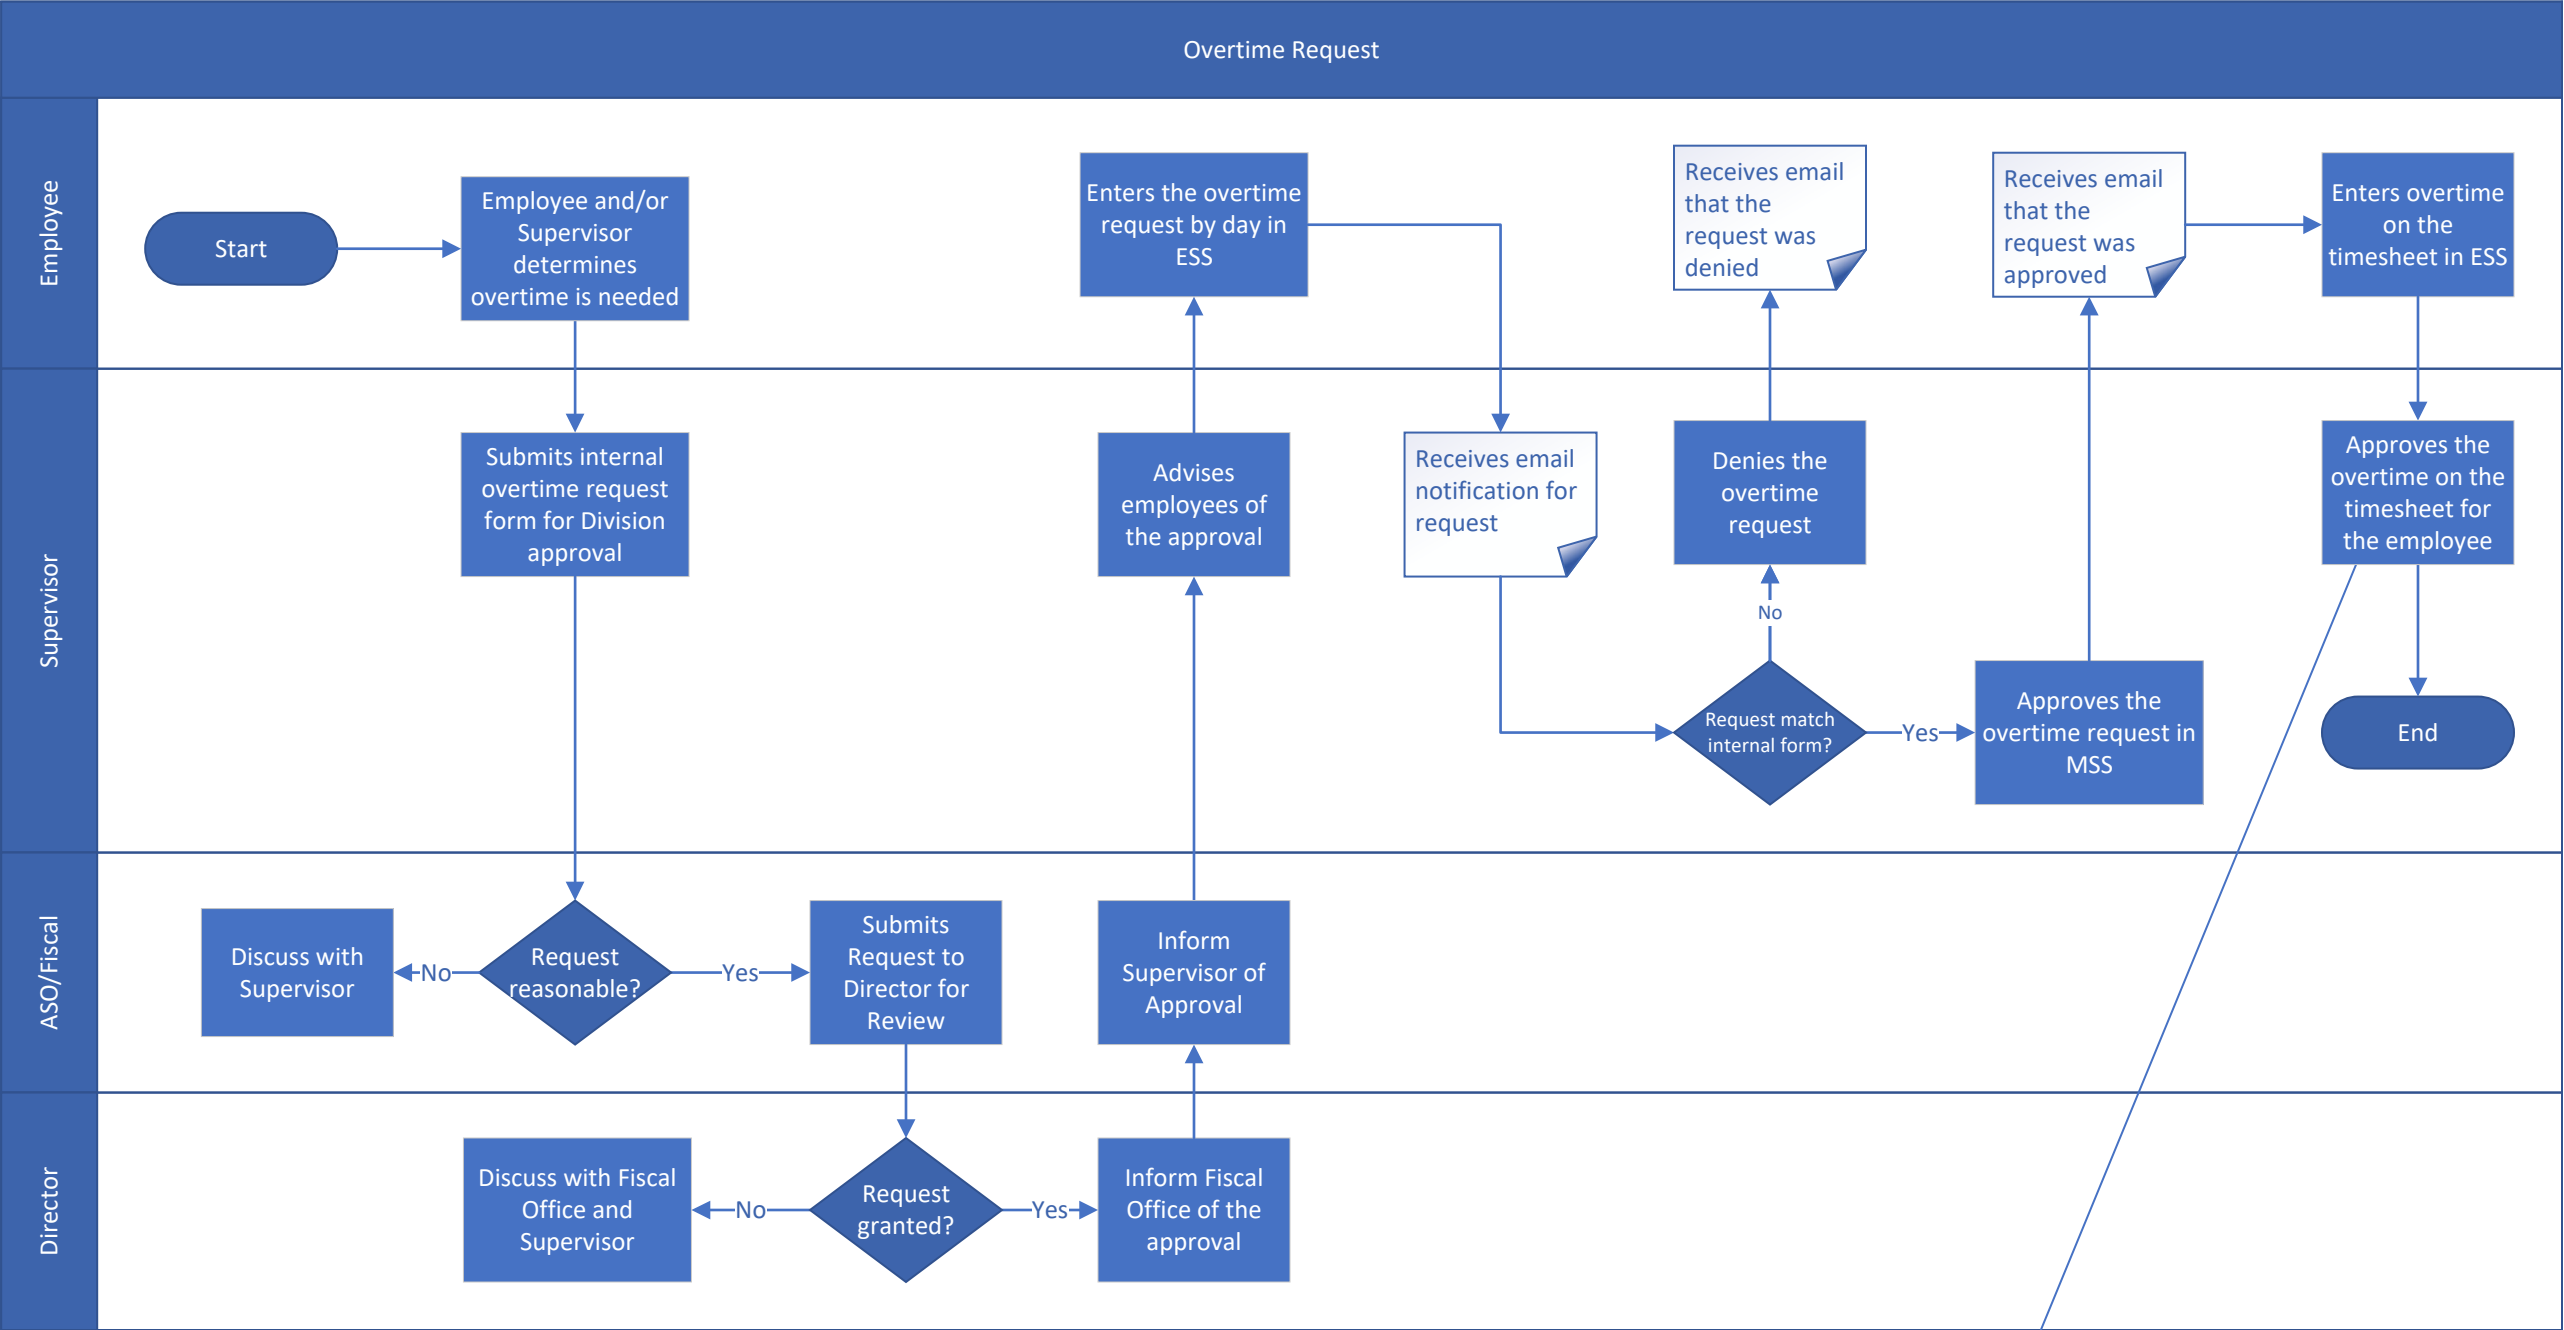 Overtime Request
Employee
Start
Employee and/or
Supervisor
determines
overtime is needed
Enters the overtime
request by day in
ESS
Receives email
that the
request was
denied
Receives email
that the
request was
approved
Enters overtime
on the
timesheet in ESS
Supervisor
Submits internal
overtime request
form for Division
approval
Advises
employees of
the approval
Receives email
notification for
request
Denies the
overtime
request
No
Request match
internal form?
Yes
Approves the
overtime request in
MSS
Approves the
overtime on the
timesheet for
the employee
End
ASO/Fiscal
Discuss with
Supervisor
No
Request
reasonable?
Yes
Submits
Request to
Director for
Review
Inform
Supervisor of
Approval
Director
Discuss with Fiscal
Office and
Supervisor
No
Request
granted?
Yes
Inform Fiscal
Office of the
approval